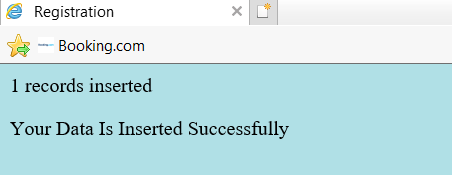 Registration
Booking.com
1 records inserted
Your Data Is Inserted Successfully